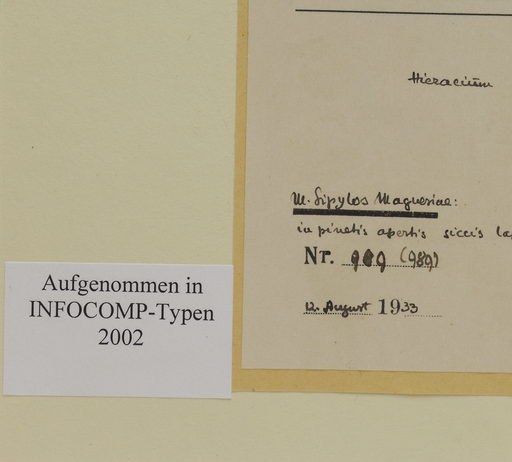 Hieracium
M. Sipylos Magnesiae:
in pinetis apertis siccis
Nr. 989 (989)
12. August 1933
Aufgenommen in
INFOCOMP-Typen
2002